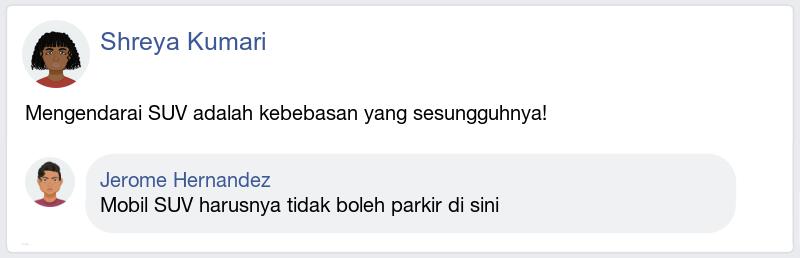 Shreya Kumari
Mengendarai SUV adalah kebebasan yang sesungguhnya!
Jerome Hernandez
Mobil SUV harusnya tidak boleh parkir di sini